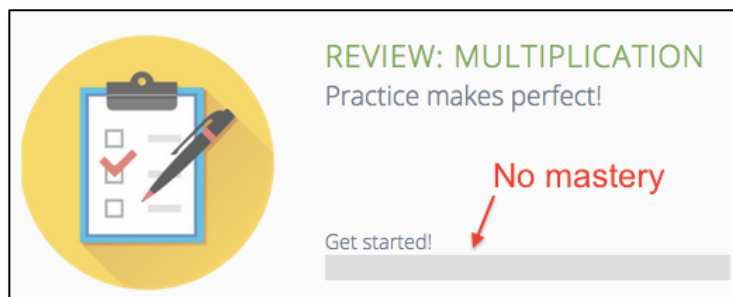 REVIEW: MULTIPLICATION
Practice makes perfect!
No mastery
Get started!